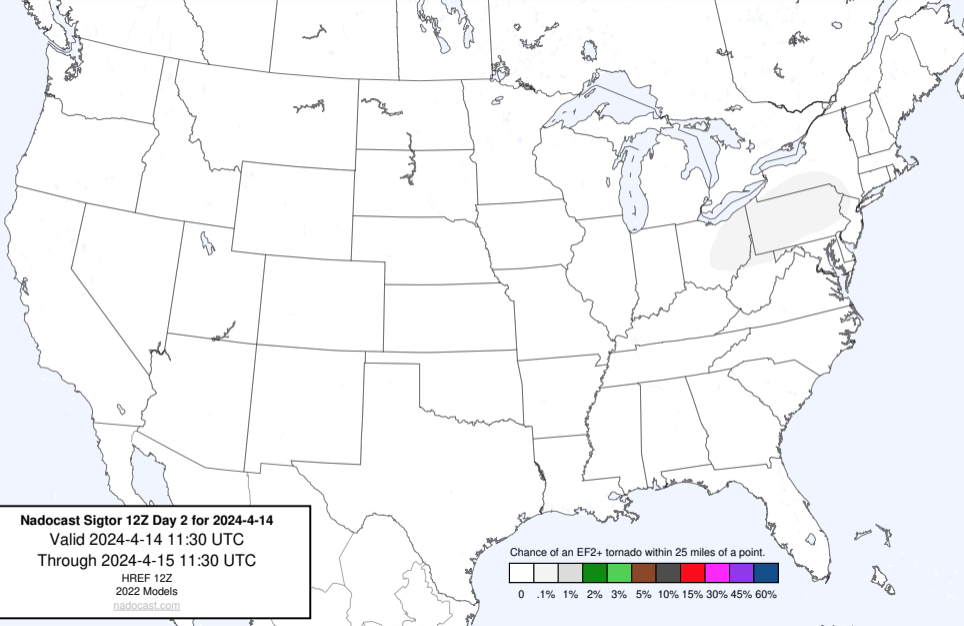 Nadocast Sigtor 12Z Day 2 for 2024-4-14
Valid 2024-4-14 11:30 UTC
Through 2024-4-15 11:30 UTC
HREF 12Z
2022 Models
nadocast.com
Chance of an EF2+ tornado within 25 miles of a point.
0 .1% 1% 2% 3% 5% 10% 15% 30% 45% 60%